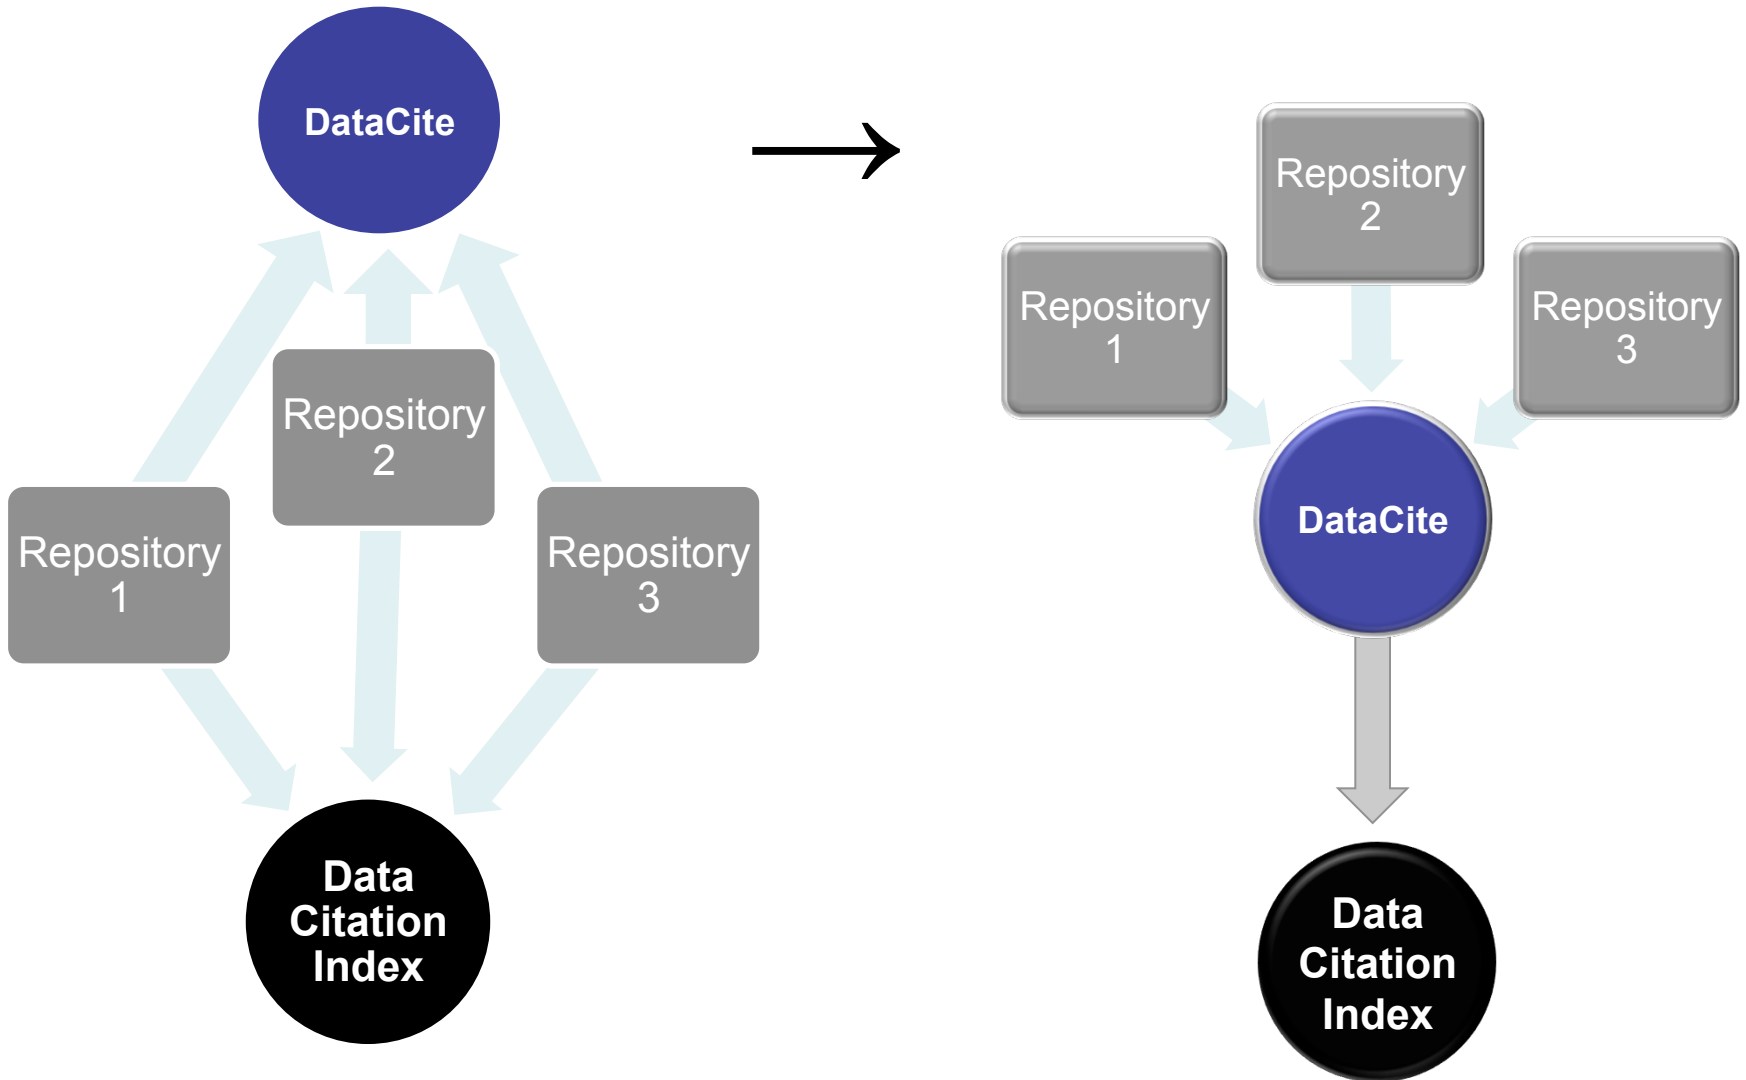 DataCite
Repository
2
Repository
1
Repository
3
Data
Citation
Index
Repository
2
Repository
1
Repository
3
DataCite
Data
Citation
Index